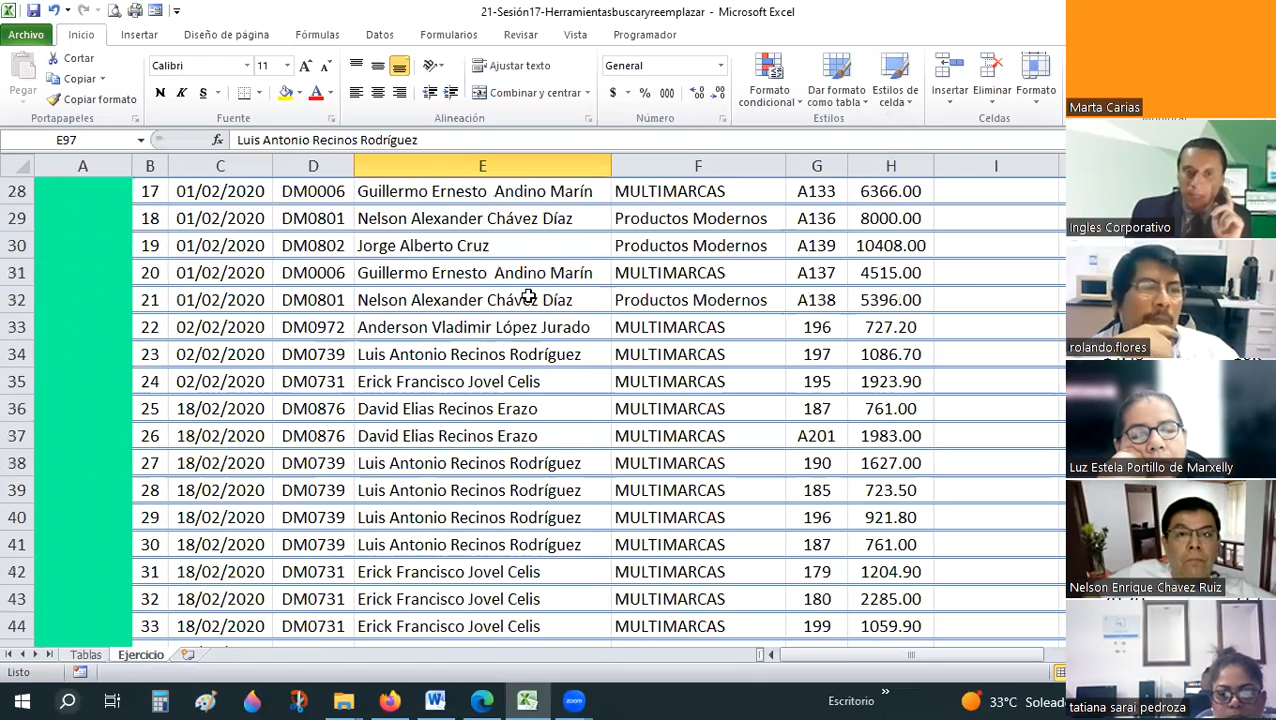 21-Sesión17-Herramientasbuscaryreemplazar - Microsoft Excel
Archivo Inicio Insertar Diseño de página Fórmulas Datos Formularios Revisar Vista Programador
Pegar Cortar Copiar Copiar formato
Calibri 11 N K S
Ajustar texto
Combinar y centrar
General
$ % 000
Formato condicional Dar formato como tabla Estilos de celda Insertar Eliminar Formato
Portapapeles Fuente Alineación Número Estilos Celdas
E97 fx Luis Antonio Recinos Rodríguez
A B C D E F G H I
28 17 01/02/2020 DM0006 Guillermo Ernesto  Andino Marín MULTIMARCAS A133 6366.00
29 18 01/02/2020 DM0801 Nelson Alexander Chávez Díaz Productos Modernos A136 8000.00
30 19 01/02/2020 DM0802 Jorge Alberto Cruz Productos Modernos A139 10408.00
31 20 01/02/2020 DM0006 Guillermo Ernesto  Andino Marín MULTIMARCAS A137 4515.00
32 21 01/02/2020 DM0801 Nelson Alexander Chávez Díaz Productos Modernos A138 5396.00
33 22 02/02/2020 DM0972 Anderson Vladimir López Jurado MULTIMARCAS 196 727.20
34 23 02/02/2020 DM0739 Luis Antonio Recinos Rodríguez MULTIMARCAS 197 1086.70
35 24 02/02/2020 DM0731 Erick Francisco Jovel Celis MULTIMARCAS 195 1923.90
36 25 18/02/2020 DM0876 David Elias Recinos Erazo MULTIMARCAS 187 761.00
37 26 18/02/2020 DM0876 David Elias Recinos Erazo MULTIMARCAS A201 1983.00
38 27 18/02/2020 DM0739 Luis Antonio Recinos Rodríguez MULTIMARCAS 190 1627.00
39 28 18/02/2020 DM0739 Luis Antonio Recinos Rodríguez MULTIMARCAS 185 723.50
40 29 18/02/2020 DM0739 Luis Antonio Recinos Rodríguez MULTIMARCAS 196 921.80
41 30 18/02/2020 DM0739 Luis Antonio Recinos Rodríguez MULTIMARCAS 187 761.00
42 31 18/02/2020 DM0731 Erick Francisco Jovel Celis MULTIMARCAS 179 1204.90
43 32 18/02/2020 DM0731 Erick Francisco Jovel Celis MULTIMARCAS 180 2285.00
44 33 18/02/2020 DM0731 Erick Francisco Jovel Celis MULTIMARCAS 199 1059.90
Tablas Ejercicio
Listo
Escritorio 33°C Soleado
Marta Carias
Ingles Corporativo
rolando.flores
Luz Estela Portillo de Marxelly
Nelson Enrique Chavez Ruiz
tatiana sarai pedroza